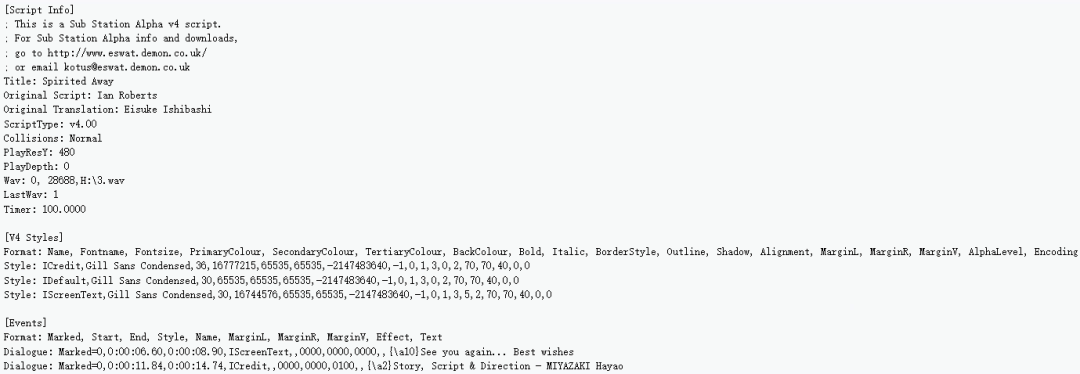 [Script Info]
; This is a Sub Station Alpha v4 script.
; For Sub Station Alpha info and downloads,
; go to http://www.eswat.demon.co.uk/
; or email kotus@eswat.demon.co.uk
Title: Spirited Away
Original Script: Ian Roberts
Original Translation: Eisuke Ishibashi
ScriptType: v4.00
Collisions: Normal
PlayResY: 480
PlayDepth: 0
Wav: 0, 28688,H:\3.wav
LastWav: 1
Timer: 100.0000
[V4 Styles]
Format: Name, Fontname, Fontsize, PrimaryColour, SecondaryColour, TertiaryColour, BackColour, Bold, Italic, BorderStyle, Outline, Shadow, Alignment, MarginL, MarginR, MarginV, AlphaLevel, Encoding
Style: ICredit,Gill Sans Condensed,36,16777215,65535,65535,-2147483640,-1,0,1,3,0,2,70,70,40,0,0
Style: IDefault,Gill Sans Condensed,30,65535,65535,65535,-2147483640,-1,0,1,3,0,2,70,70,40,0,0
Style: IScreenText,Gill Sans Condensed,30,16744576,65535,65535,-2147483640,-1,0,1,3,5,2,70,70,40,0,0
[Events]
Format: Marked, Start, End, Style, Name, MarginL, MarginR, MarginV, Effect, Text
Dialogue: Marked=0,0:00:06.60,0:00:08.90,IScreenText,,0000,0000,0000,,{\a10}See you again... Best wishes
Dialogue: Marked=0,0:00:11.84,0:00:14.74,ICredit,,0000,0000,0100,,{\a2}Story, Script & Direction - MIYAZAKI Hayao